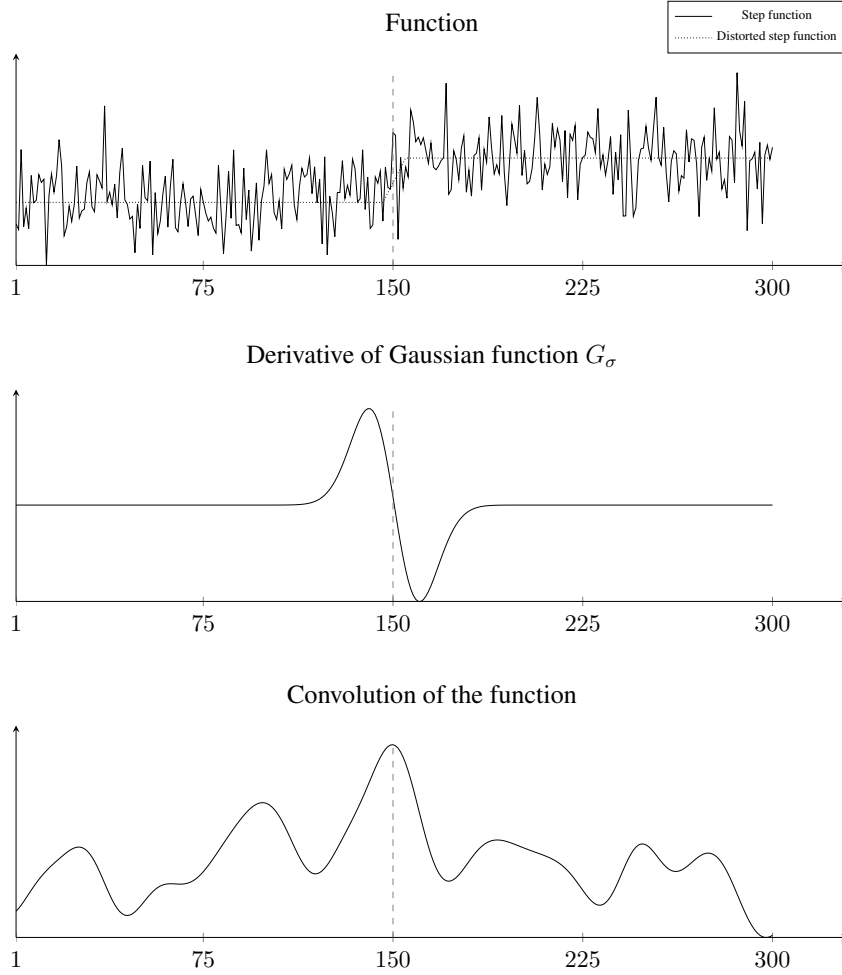 Function
Step function
Distorted step function
1 75 150 225 300
Derivative of Gaussian function Gσ
1 75 150 225 300
Convolution of the function
1 75 150 225 300